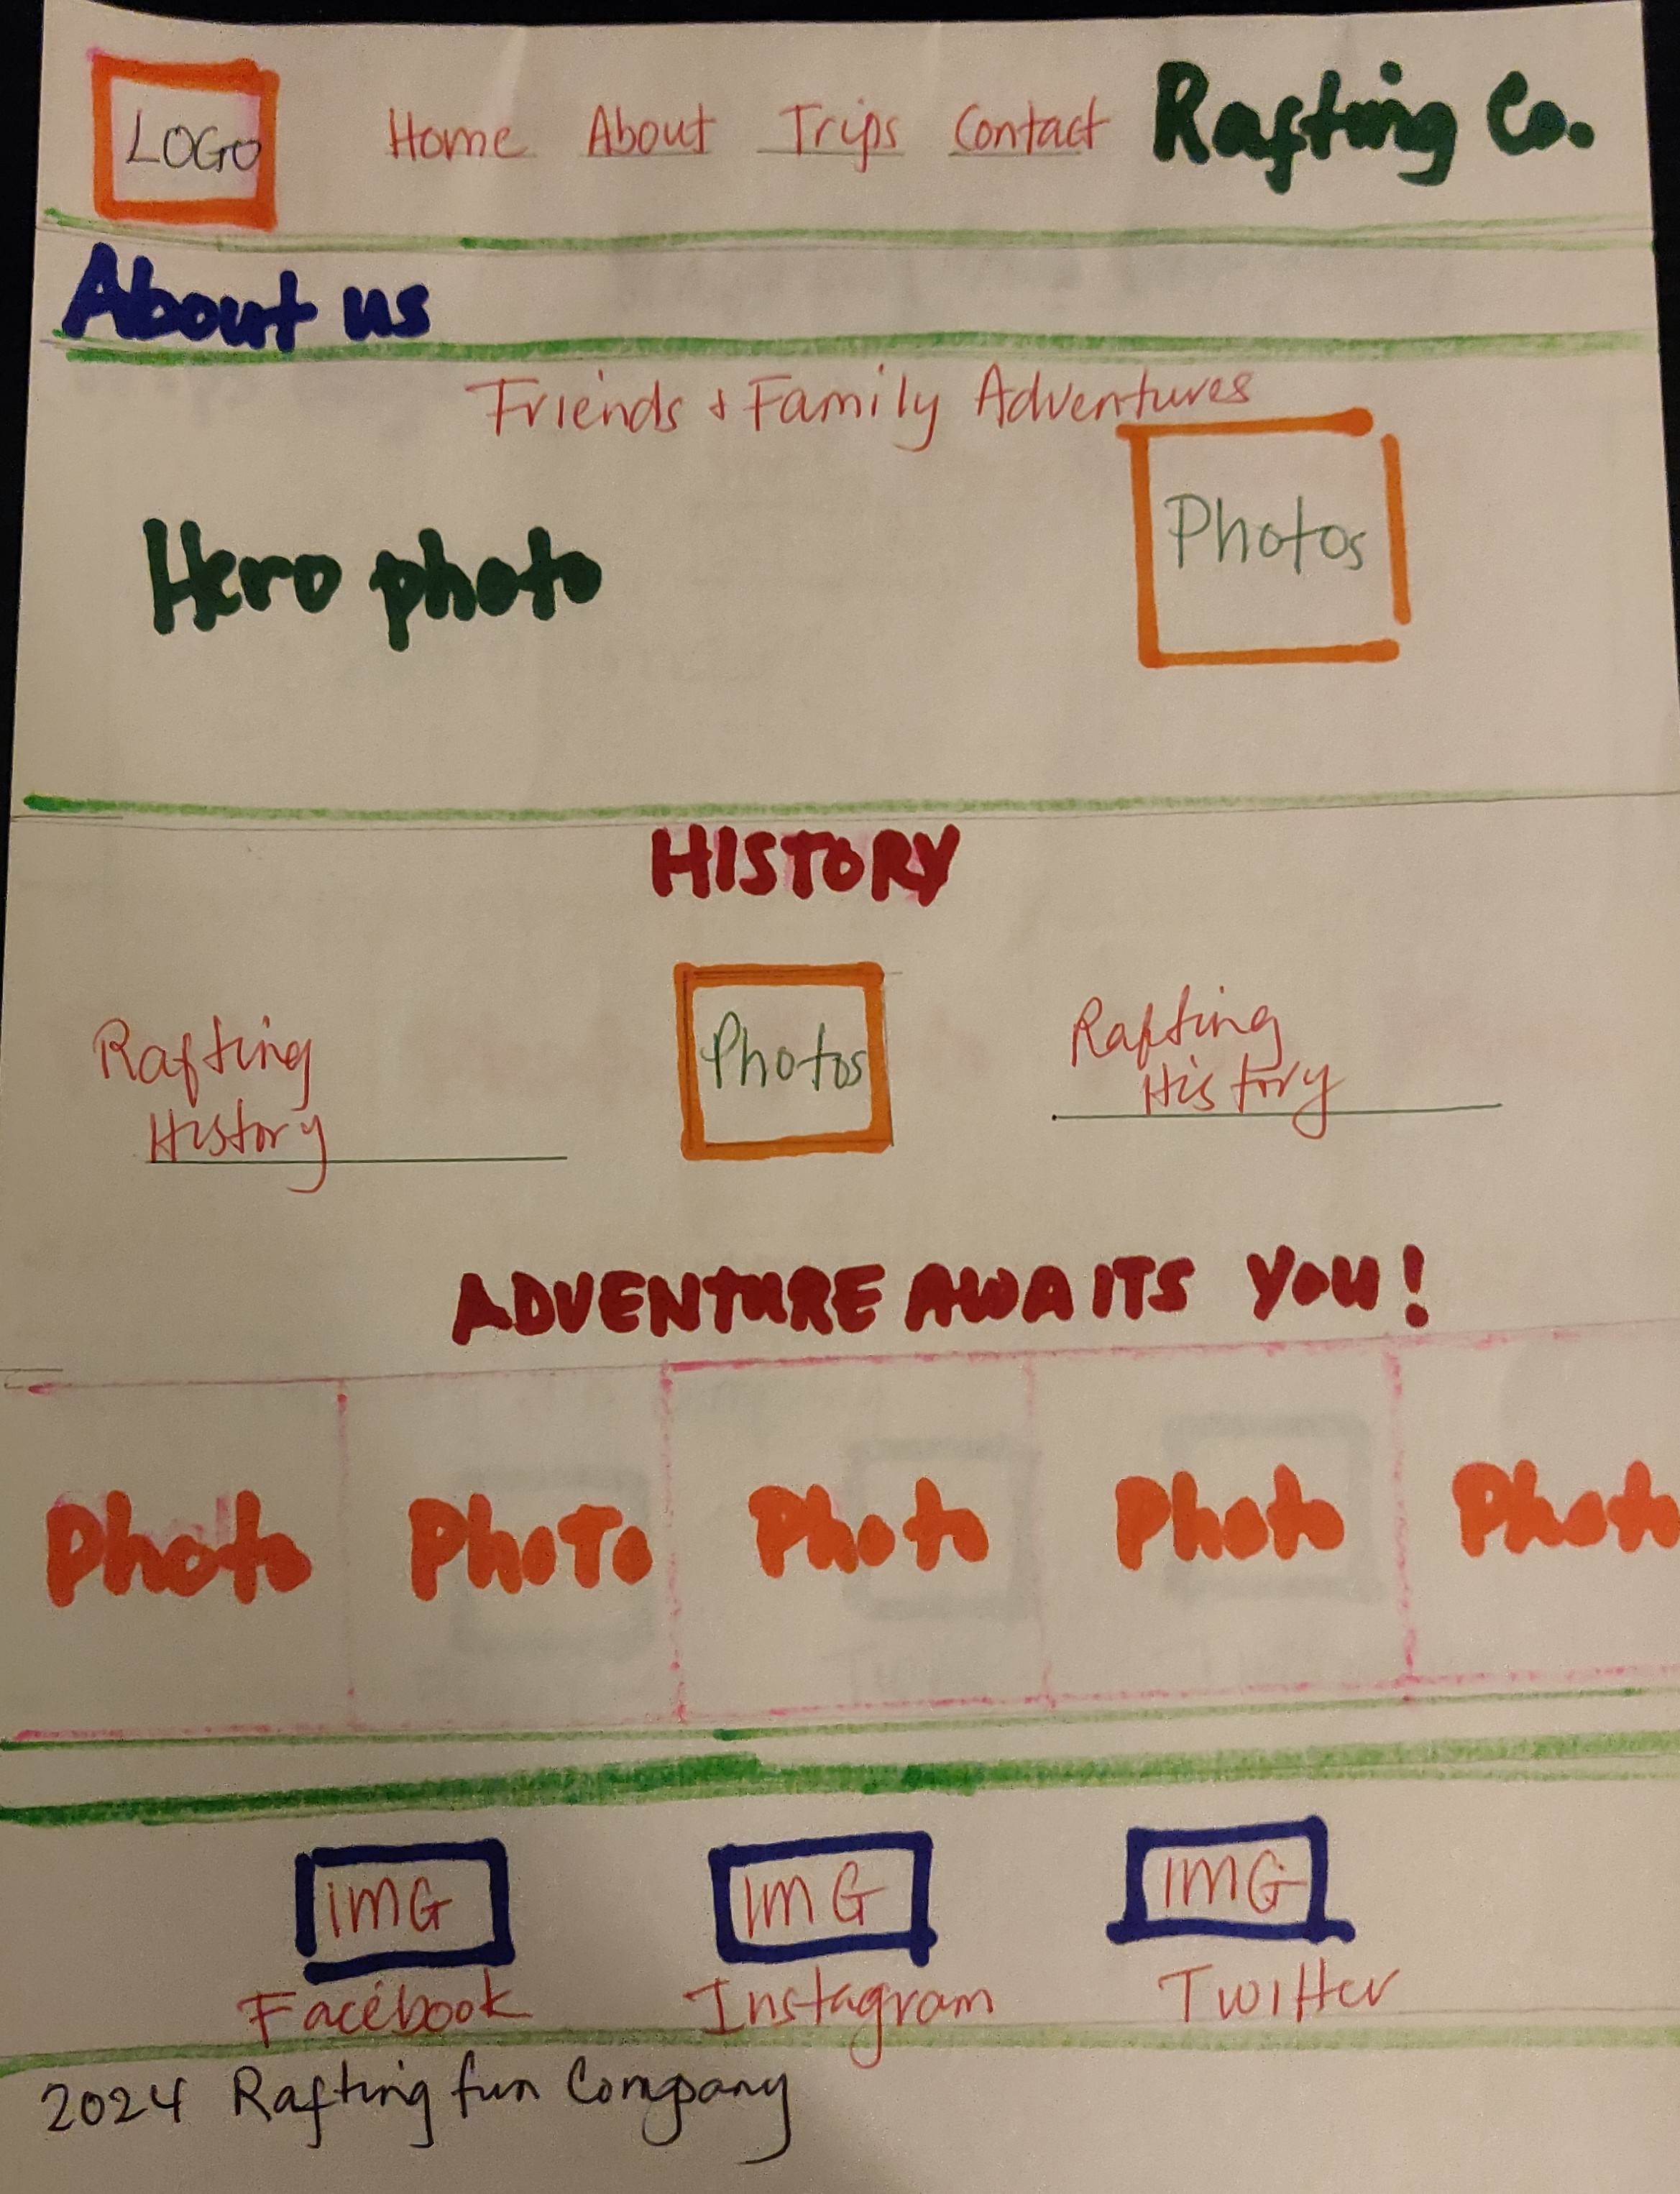 LOGO Home About Trips Contact Rafting Co.
About us
Friends & Family Adventures
Hero photo
Photos
HISTORY
Rafting
History
Photos
Rafting
History
ADVENTURE AWAITS YOU!
Photo PhoTo Photo Photo Photo
IMG IMG IMG
Facebook Instagram Twitter
2024 Rafting fun Company